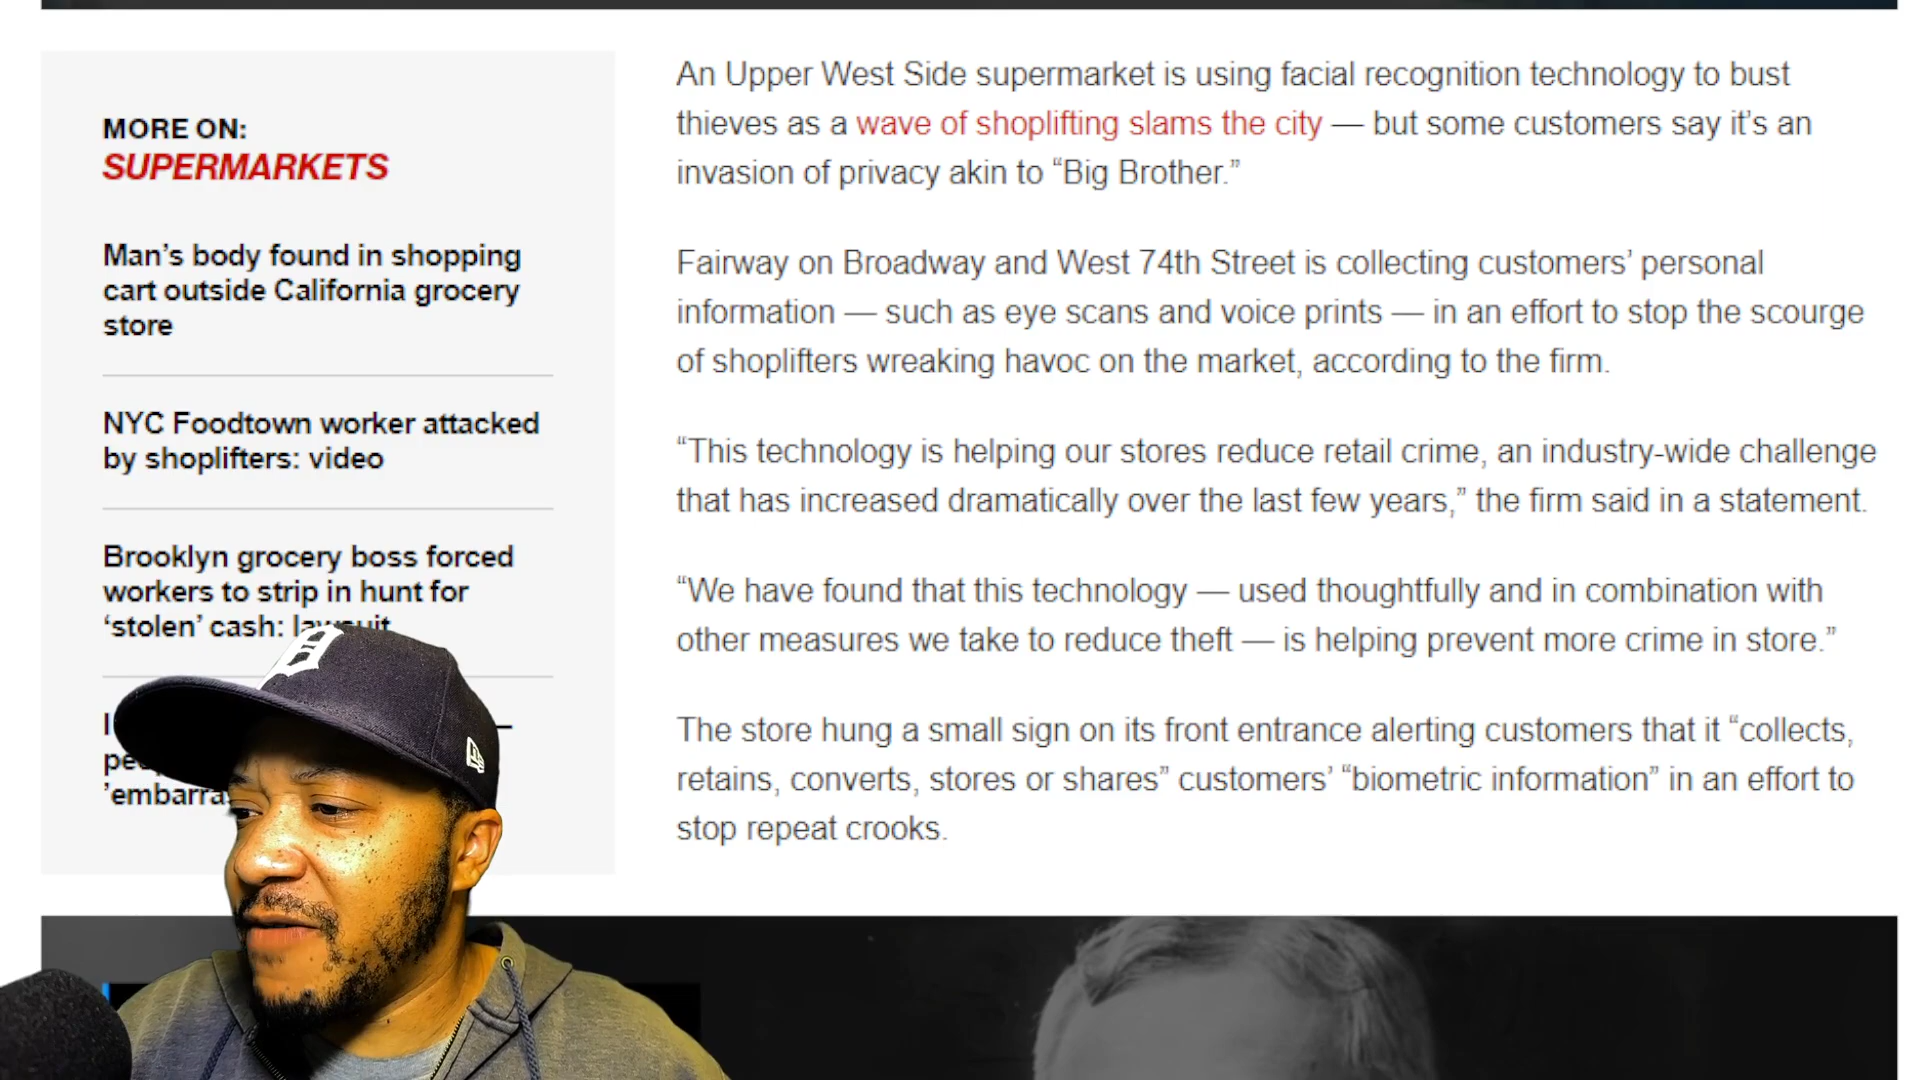 MORE ON:
SUPERMARKETS
Man’s body found in shopping
cart outside California grocery
store
NYC Foodtown worker attacked
by shoplifters: video
Brooklyn grocery boss forced
workers to strip in hunt for
‘stolen’ cash: lawsuit
An Upper West Side supermarket is using facial recognition technology to bust
thieves as a wave of shoplifting slams the city — but some customers say it’s an
invasion of privacy akin to “Big Brother.”
Fairway on Broadway and West 74th Street is collecting customers’ personal
information — such as eye scans and voice prints — in an effort to stop the scourge
of shoplifters wreaking havoc on the market, according to the firm.
“This technology is helping our stores reduce retail crime, an industry-wide challenge
that has increased dramatically over the last few years,” the firm said in a statement.
“We have found that this technology — used thoughtfully and in combination with
other measures we take to reduce theft — is helping prevent more crime in store.”
The store hung a small sign on its front entrance alerting customers that it “collects,
retains, converts, stores or shares” customers’ “biometric information” in an effort to
stop repeat crooks.